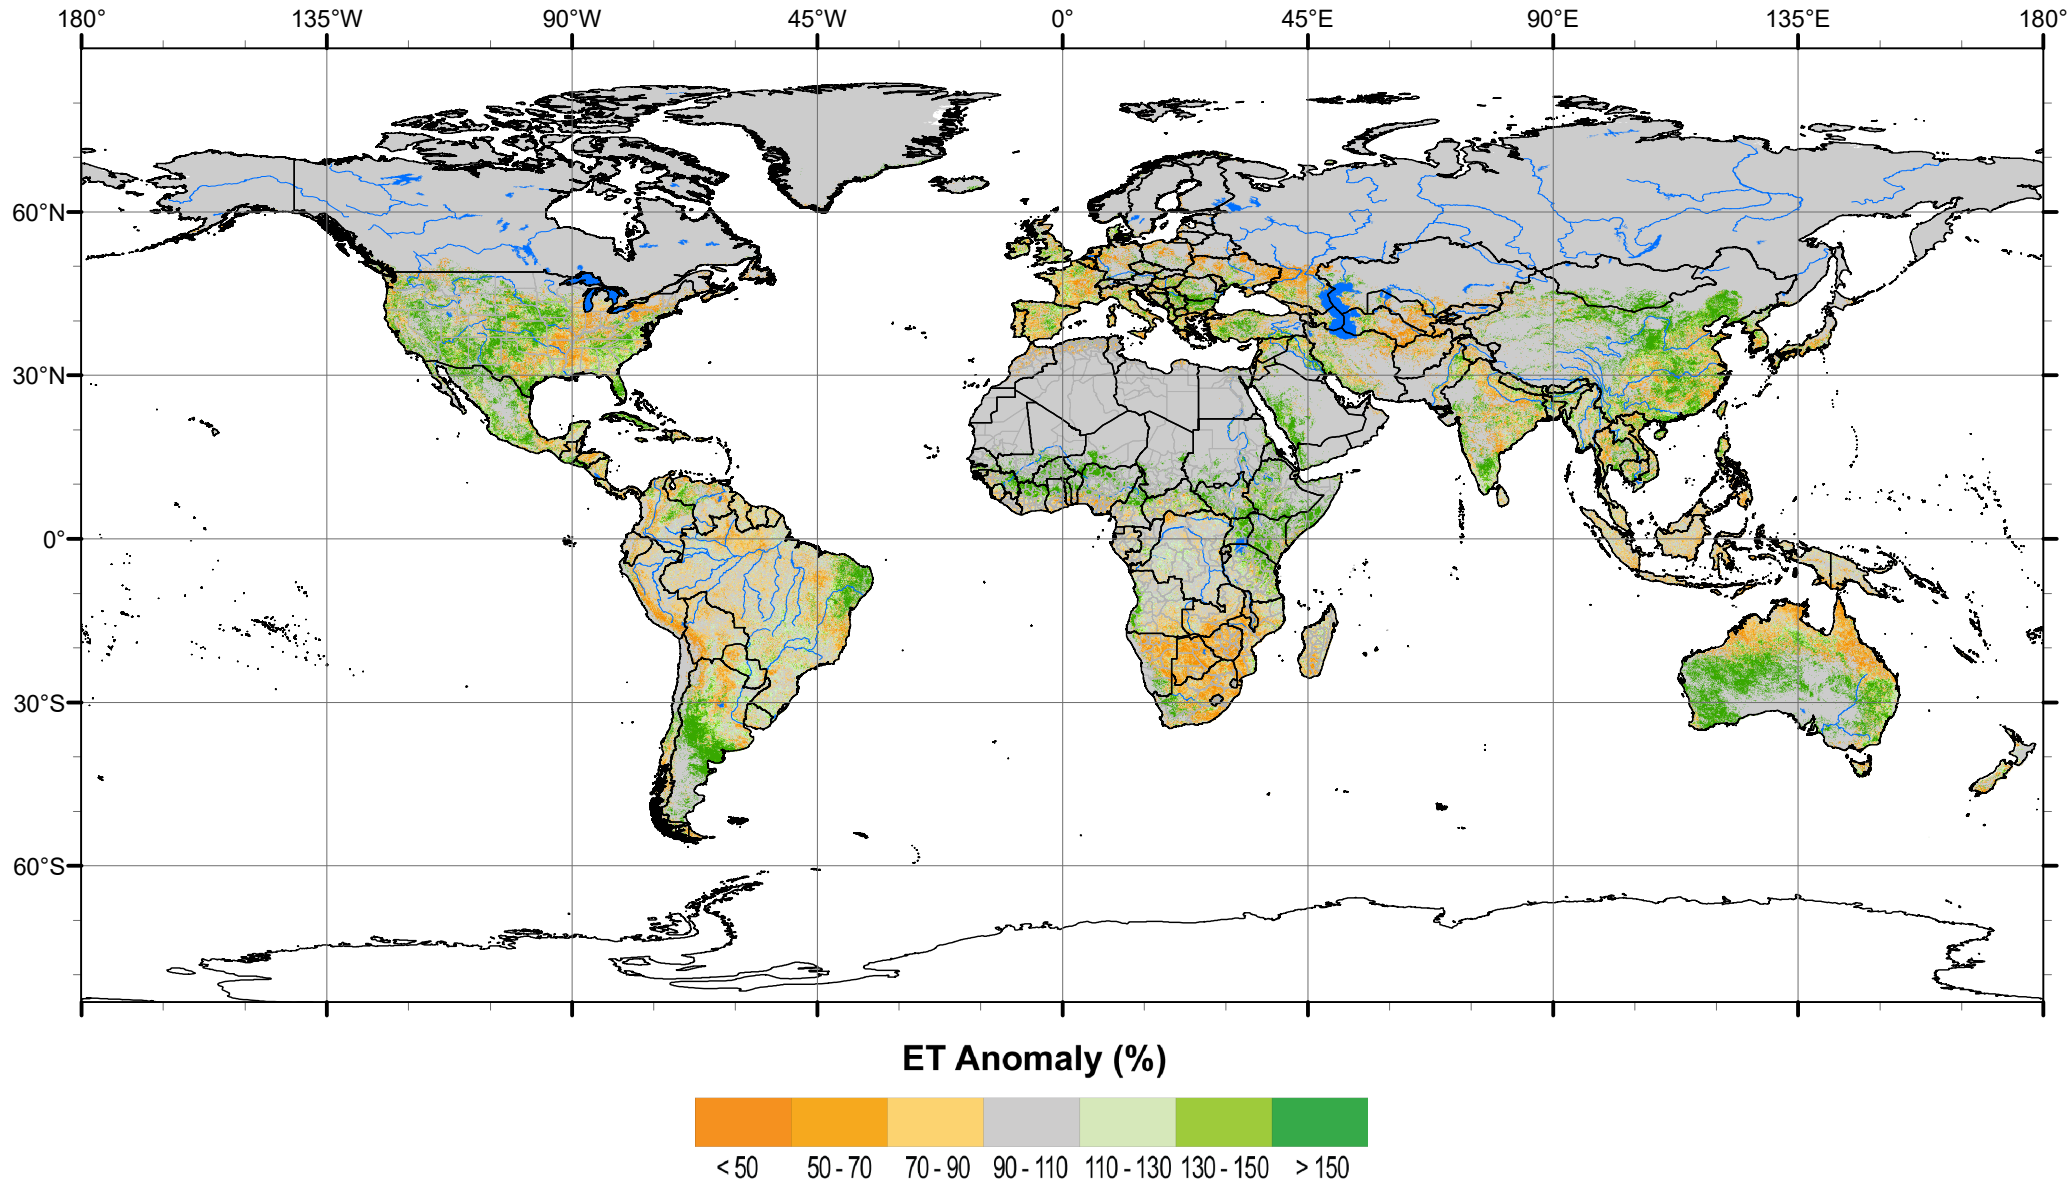 180° 135°W 90°W 45°W 0° 45°E 90°E 135°E 180°
60°N
30°N
0°
30°S
60°S
ET Anomaly (%)
< 50 50 - 70 70 - 90 90 - 110 110 - 130 130 - 150 > 150